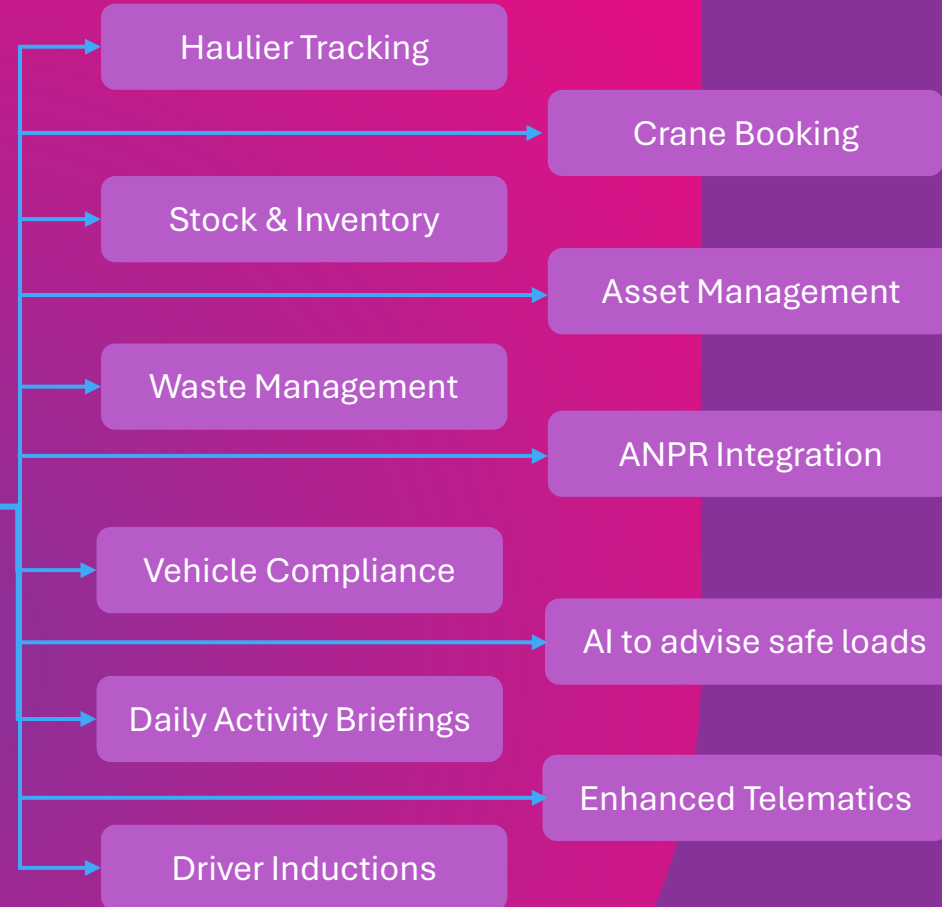 Haulier Tracking
Crane Booking
Stock & Inventory
Asset Management
Waste Management
ANPR Integration
Vehicle Compliance
AI to advise safe loads
Daily Activity Briefings
Enhanced Telematics
Driver Inductions